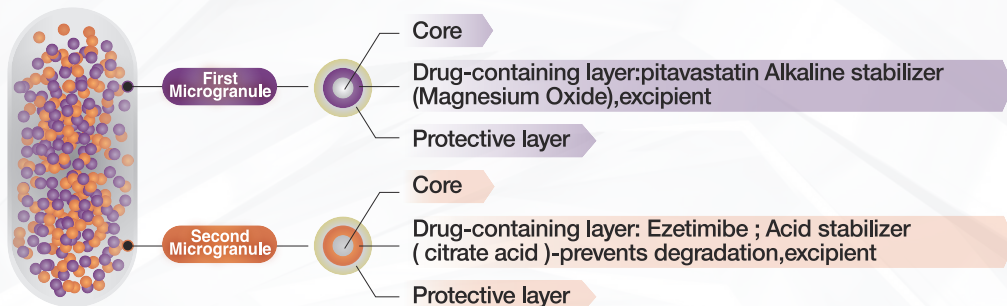 Core
First
Microgranule
Drug-containing layer:pitavastatin Alkaline stabilizer
(Magnesium Oxide),excipient
Protective layer
Core
Second
Microgranule
Drug-containing layer: Ezetimibe ; Acid stabilizer
( citrate acid )-prevents degradation,excipient
Protective layer